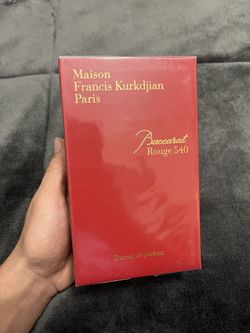 Maison
Francis Kurkdjian
Paris
Baccarat
Rouge 540
Extrait de parfum